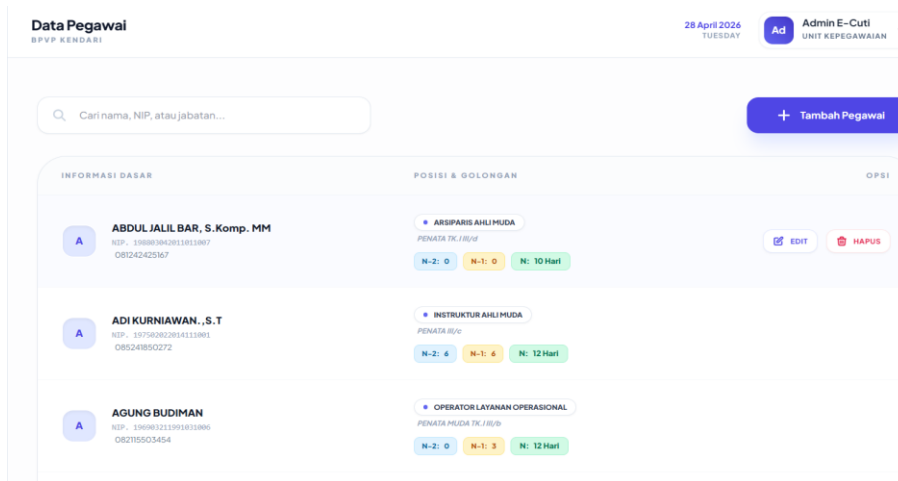 Data Pegawai
BPVP KENDARI
28 April 2026
TUESDAY
Ad
Admin E-Cuti
UNIT KEPEGAWAIAN
Cari nama, NIP, atau jabatan...
+ Tambah Pegawai
INFORMASI DASAR
POSISI & GOLONGAN
OPSI
A
ABDUL JALIL BAR, S.Komp. MM
NIP. 198803042011011007
081242425167
• ARSIPARIS AHLI MUDA
PENATA TK.I III/d
N-2: 0 N-1: 0 N: 10 Hari
EDIT HAPUS
A
ADI KURNIAWAN.,S.T
NIP. 197502022014111001
085241850272
• INSTRUKTUR AHLI MUDA
PENATA III/c
N-2: 6 N-1: 6 N: 12 Hari
A
AGUNG BUDIMAN
NIP. 196903211991031006
082115503454
• OPERATOR LAYANAN OPERASIONAL
PENATA MUDA TK.I III/b
N-2: 0 N-1: 3 N: 12 Hari